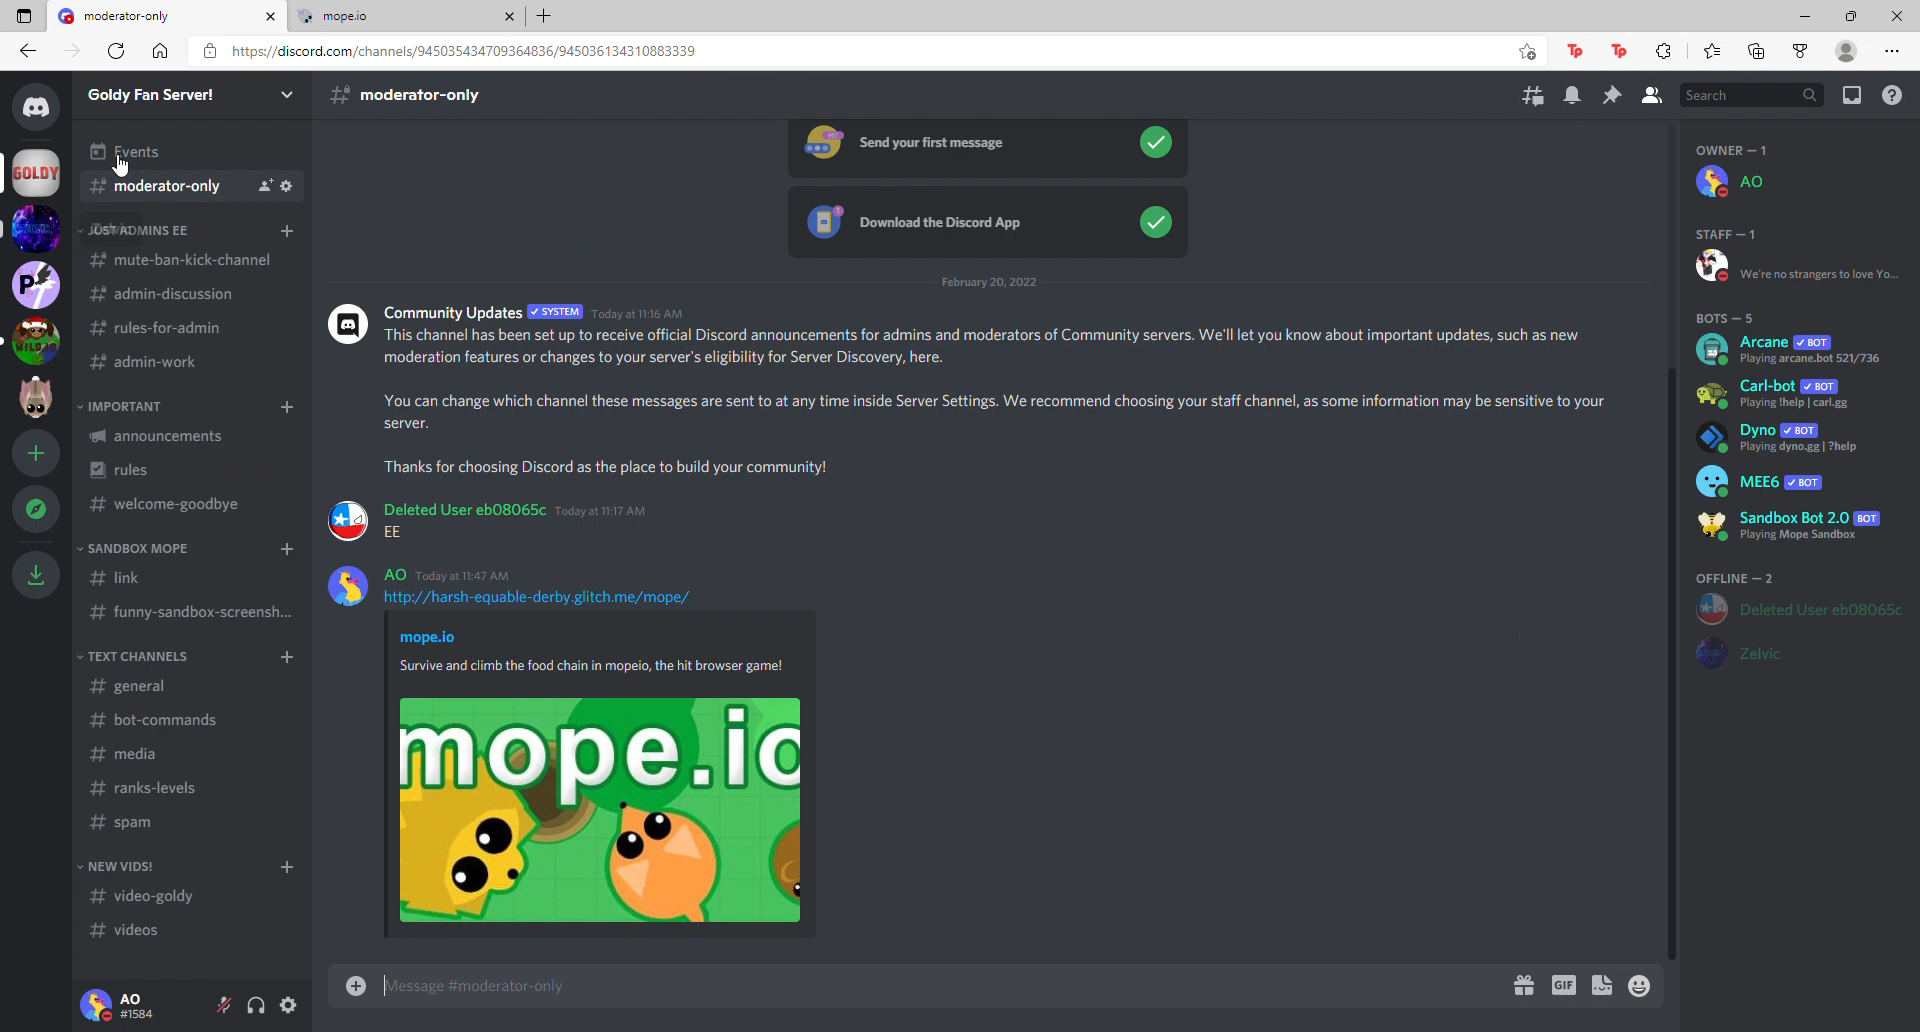 moderator-only
mope.io
https://discord.com/channels/945035434709364836/945036134310883339
GOLDY
WILD.IO
Goldy Fan Server!
Events
moderator-only
JUST ADMINS EE
mute-ban-kick-channel
admin-discussion
rules-for-admin
admin-work
IMPORTANT
announcements
rules
welcome-goodbye
SANDBOX MOPE
link
funny-sandbox-screensh...
TEXT CHANNELS
general
bot-commands
media
ranks-levels
spam
NEW VIDS!
video-goldy
videos
AO
#1584
moderator-only
Search
Send your first message
Download the Discord App
February 20, 2022
Community Updates SYSTEM Today at 11:16 AM
This channel has been set up to receive official Discord announcements for admins and moderators of Community servers. We'll let you know about important updates, such as new
moderation features or changes to your server's eligibility for Server Discovery, here.
You can change which channel these messages are sent to at any time inside Server Settings. We recommend choosing your staff channel, as some information may be sensitive to your
server.
Thanks for choosing Discord as the place to build your community!
Deleted User eb08065c Today at 11:17 AM
EE
AO Today at 11:47 AM
http://harsh-equable-derby.glitch.me/mope/
mope.io
Survive and climb the food chain in mopeio, the hit browser game!
mope.io
Message #moderator-only
GIF
OWNER — 1
AO
STAFF — 1
We're no strangers to love Yo...
BOTS — 5
Arcane BOT
Playing arcane.bot 521/736
Carl-bot BOT
Playing !help | carl.gg
Dyno BOT
Playing dyno.gg | ?help
MEE6 BOT
Sandbox Bot 2.0 BOT
Playing Mope Sandbox
OFFLINE — 2
Deleted User eb08065c
Zelvic